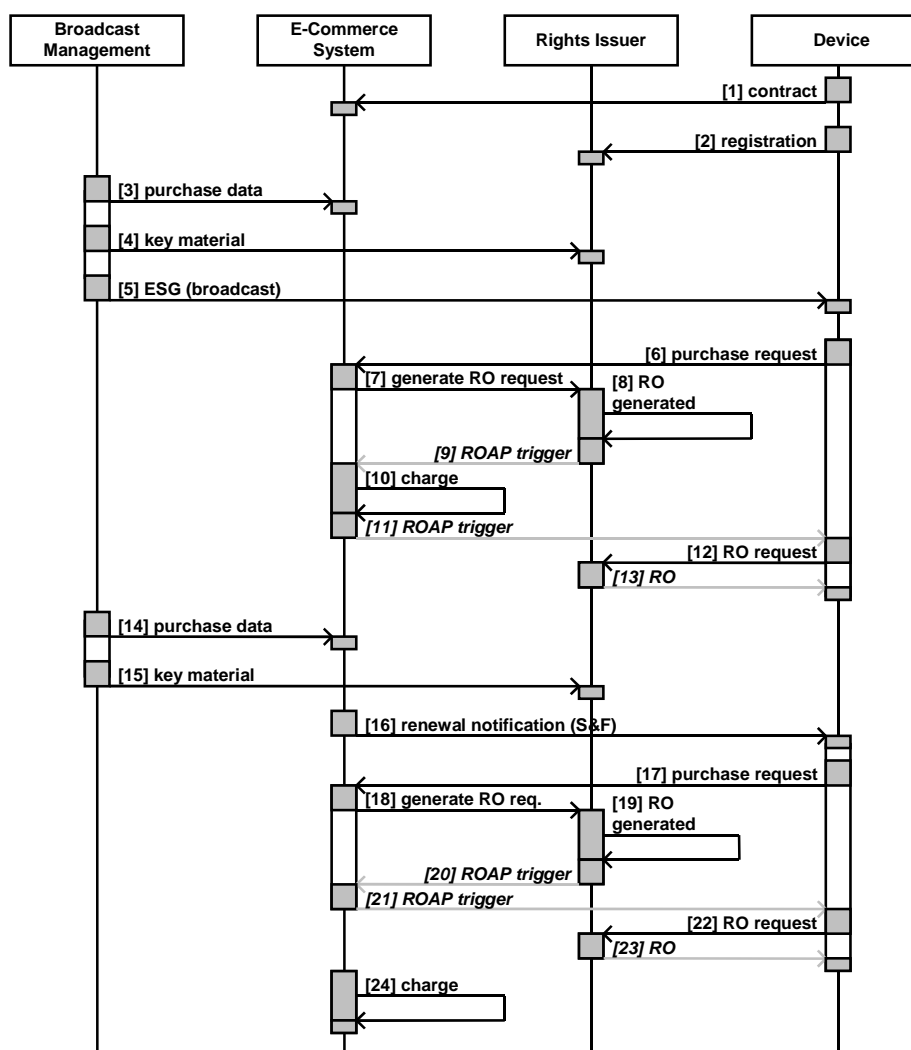 Broadcast
Management
E-Commerce
System
Rights Issuer
Device
[1] contract
[2] registration
[3] purchase data
[4] key material
[5] ESG (broadcast)
[6] purchase request
[7] generate RO request
[8] RO
generated
[9] ROAP trigger
[10] charge
[11] ROAP trigger
[12] RO request
[13] RO
[14] purchase data
[15] key material
[16] renewal notification (S&F)
[17] purchase request
[18] generate RO req.
[19] RO
generated
[20] ROAP trigger
[21] ROAP trigger
[22] RO request
[23] RO
[24] charge